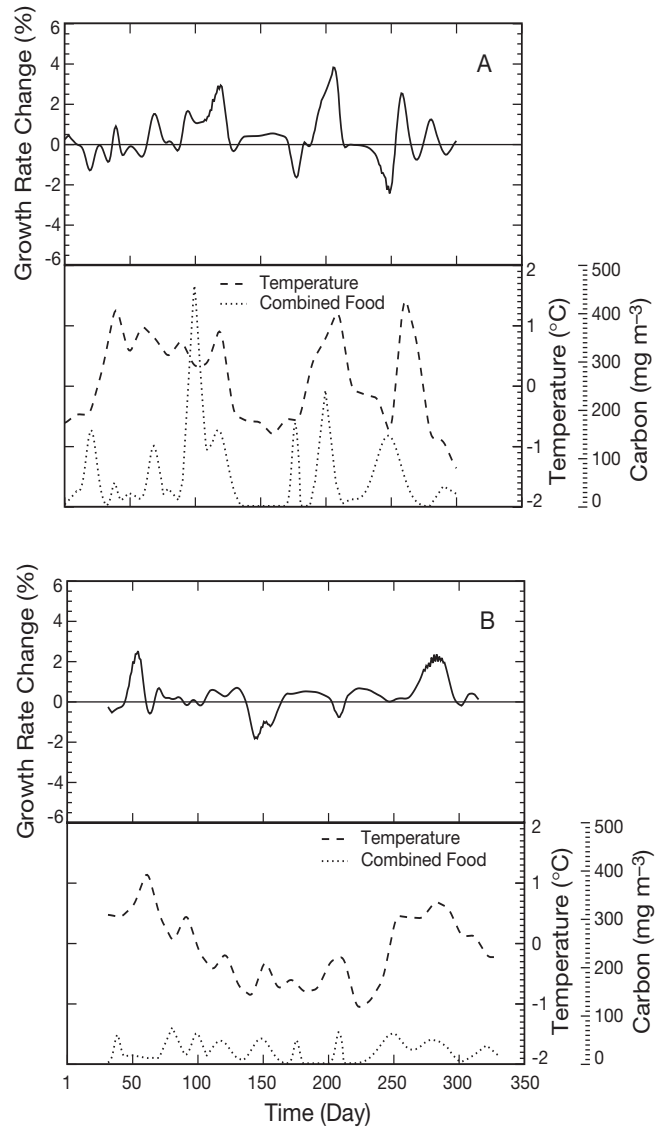 Growth Rate Change (%)
6
4
2
0
-2
-4
-6
A
Temperature
Combined Food
2
1
0
-1
-2
Temperature (°C)
500
400
300
200
100
0
Carbon (mg m–3)
Growth Rate Change (%)
6
4
2
0
-2
-4
-6
B
Temperature
Combined Food
2
1
0
-1
-2
Temperature (°C)
500
400
300
200
100
0
Carbon (mg m–3)
1 50 100 150 200 250 300 350
Time (Day)